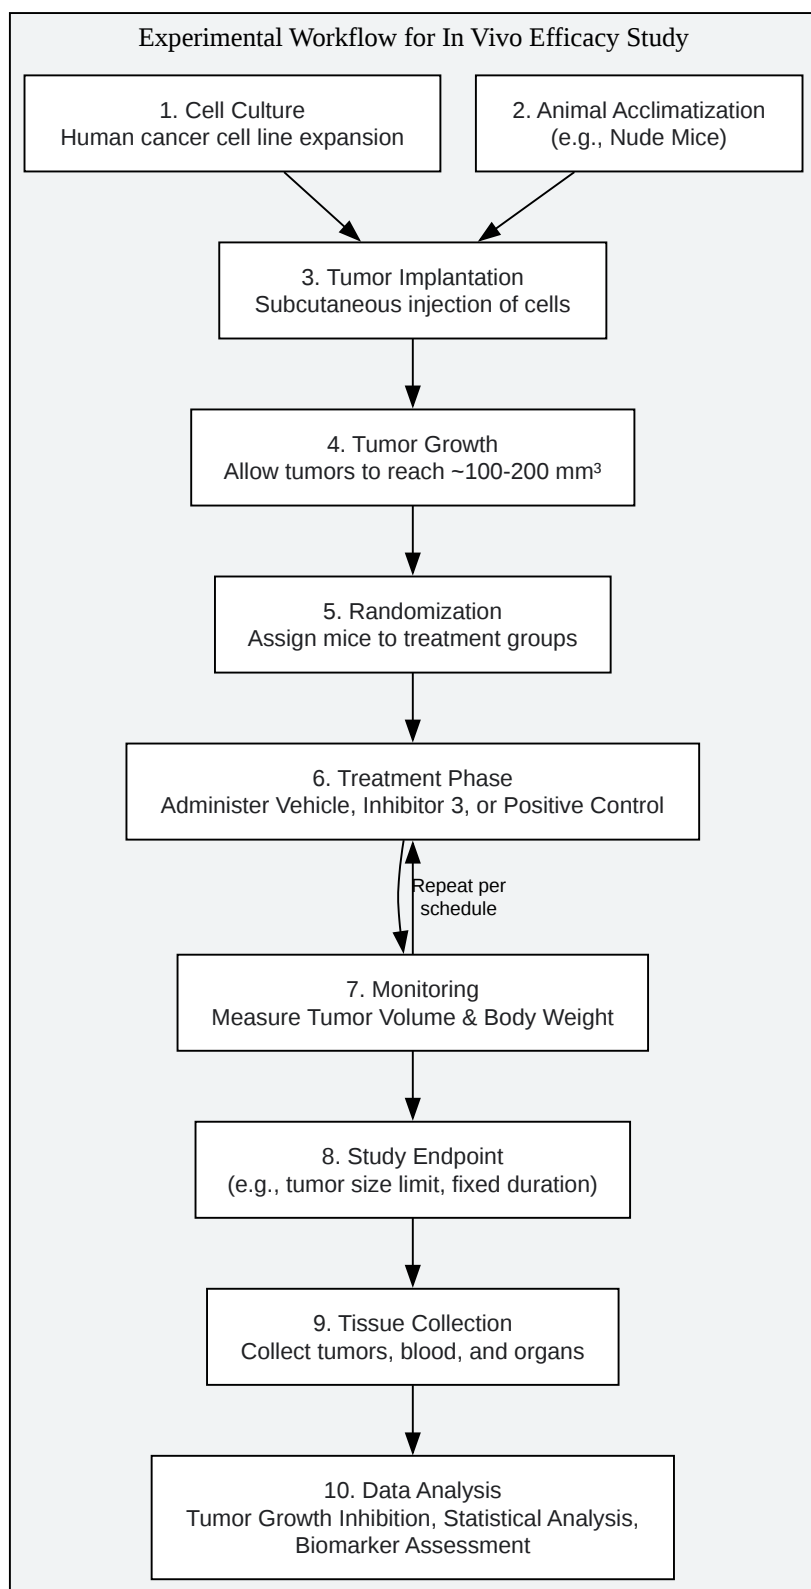 Experimental Workflow for In Vivo Efficacy Study
1. Cell Culture
Human cancer cell line expansion
2. Animal Acclimatization
(e.g., Nude Mice)
3. Tumor Implantation
Subcutaneous injection of cells
4. Tumor Growth
Allow tumors to reach ~100-200 mm³
5. Randomization
Assign mice to treatment groups
6. Treatment Phase
Administer Vehicle, Inhibitor 3, or Positive Control
Repeat per
schedule
7. Monitoring
Measure Tumor Volume & Body Weight
8. Study Endpoint
(e.g., tumor size limit, fixed duration)
9. Tissue Collection
Collect tumors, blood, and organs
10. Data Analysis
Tumor Growth Inhibition, Statistical Analysis,
Biomarker Assessment